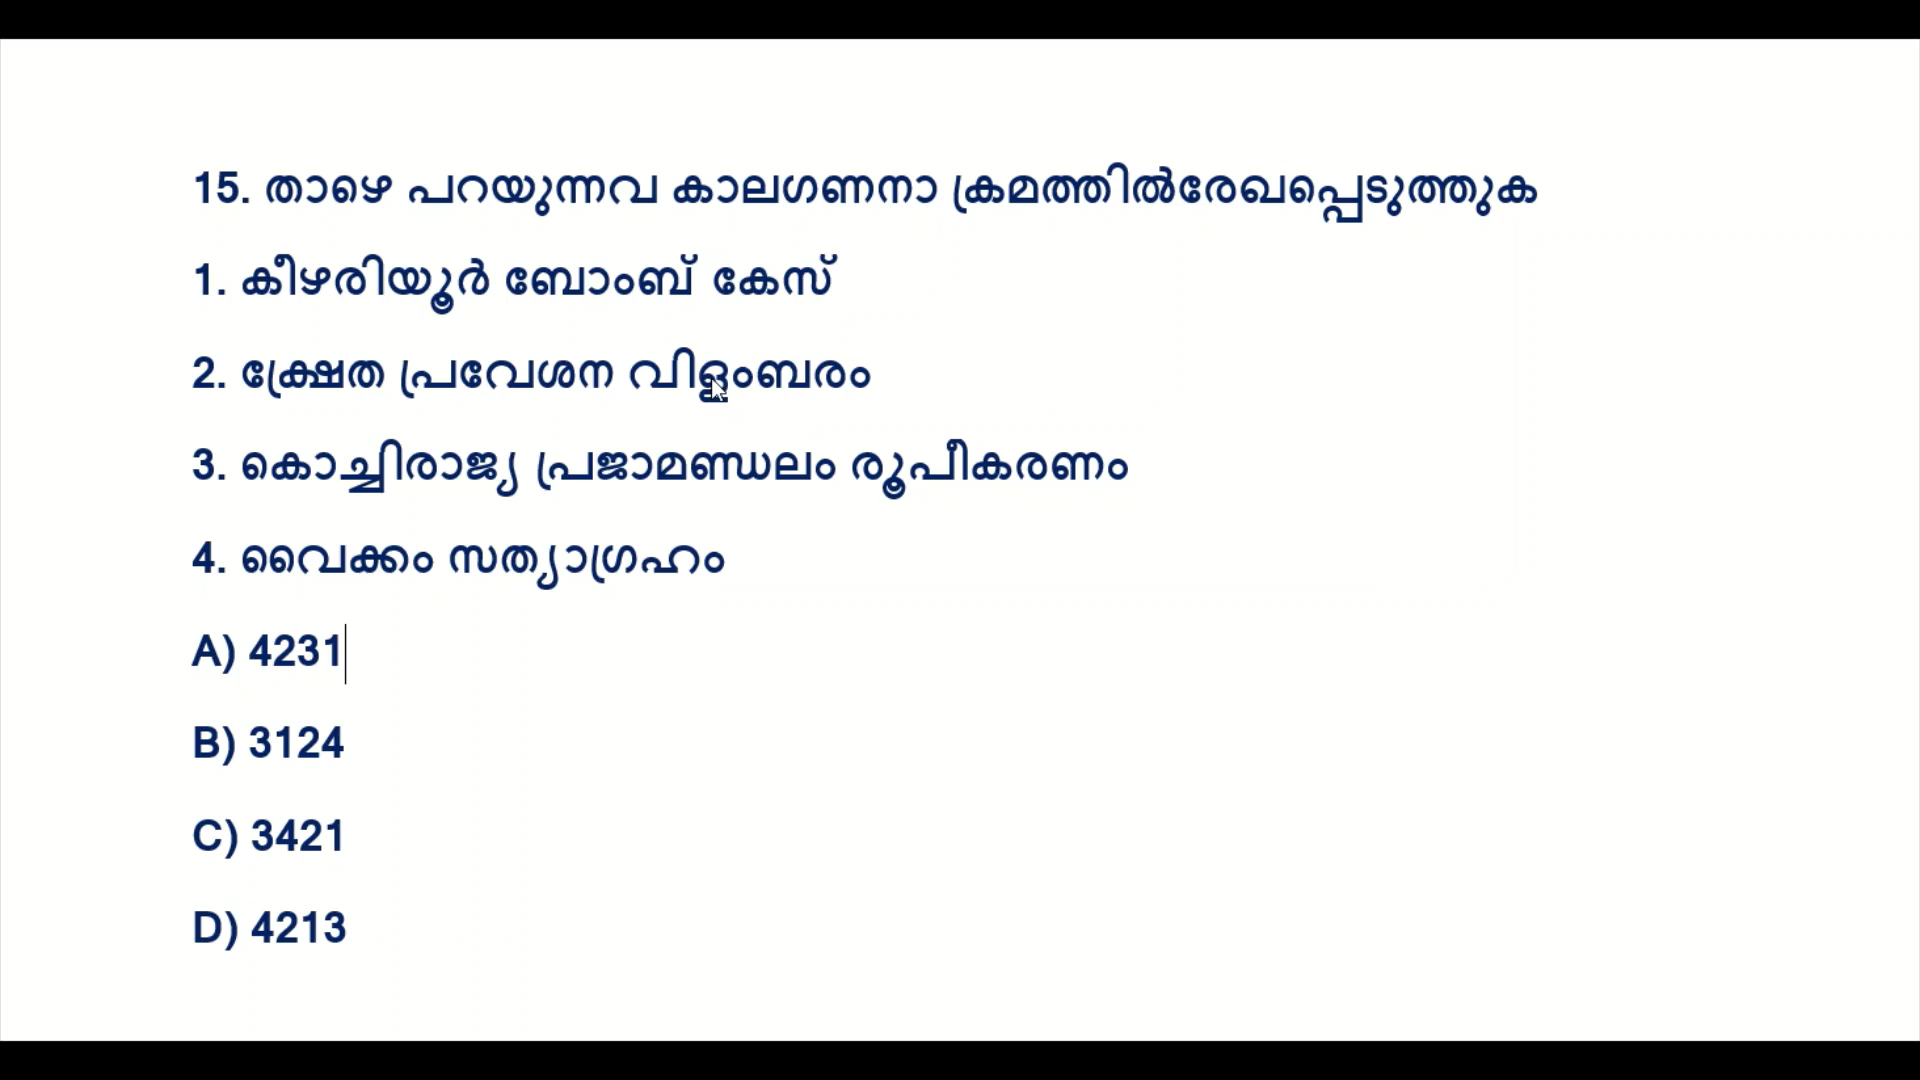 15. താഴെ പറയുന്നവ കാലഗണനാ ക്രമത്തിൽരേഖപ്പെടുത്തുക
1. കീഴരിയൂർ ബോംബ് കേസ്
2. ക്ഷേത്ര പ്രവേശന വിളംബരം
3. കൊച്ചിരാജ്യ പ്രജാമണ്ഡലം രൂപീകരണം
4. വൈക്കം സത്യാഗ്രഹം
A) 4231
B) 3124
C) 3421
D) 4213